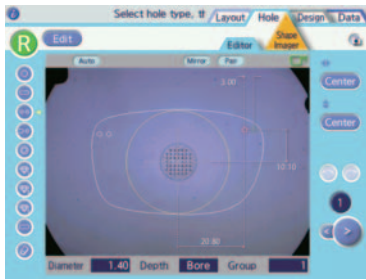 Select hole type, th
Layout Hole Design Data
R Edit Editor Shape Imager
Auto Mirror Pair
3.00
Center
Center
10.10
1
20.80
Diameter 1.40 Depth Bore Group 1